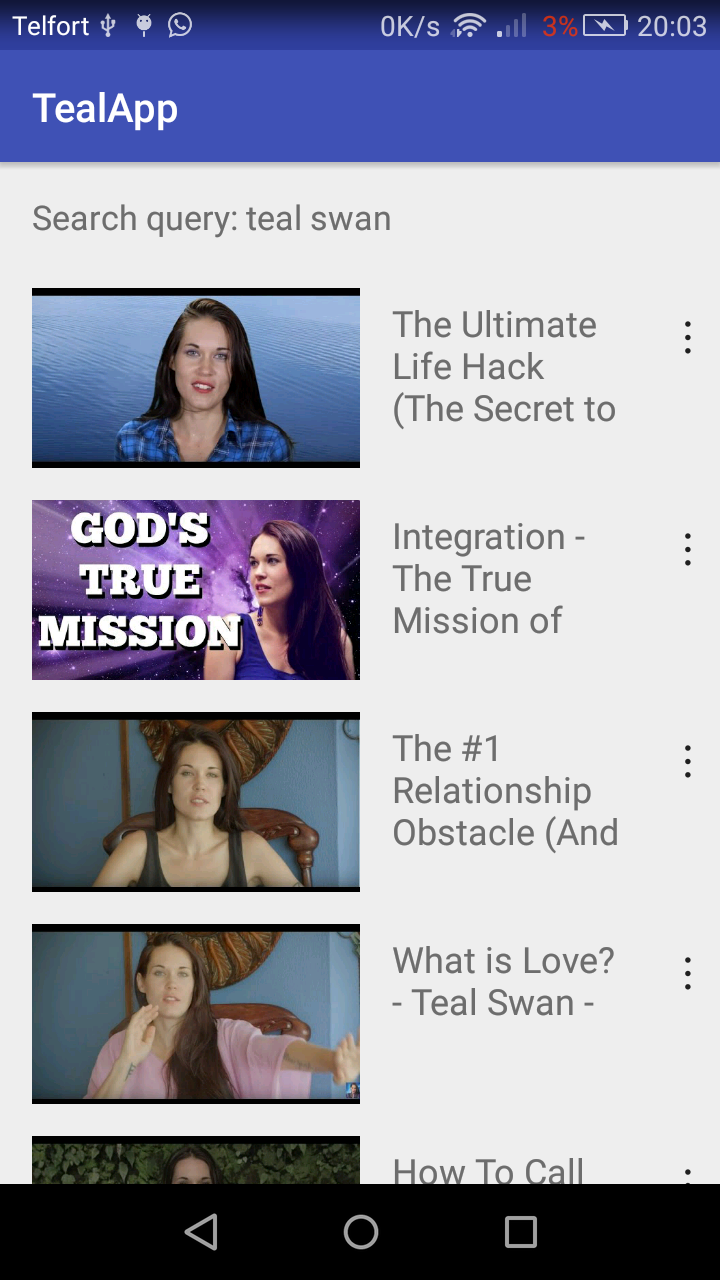 Telfort 0K/s 3% 20:03
TealApp
Search query: teal swan
The Ultimate
Life Hack
(The Secret to
GOD'S
TRUE
MISSION
Integration -
The True
Mission of
The #1
Relationship
Obstacle (And
What is Love?
- Teal Swan -
How To Call